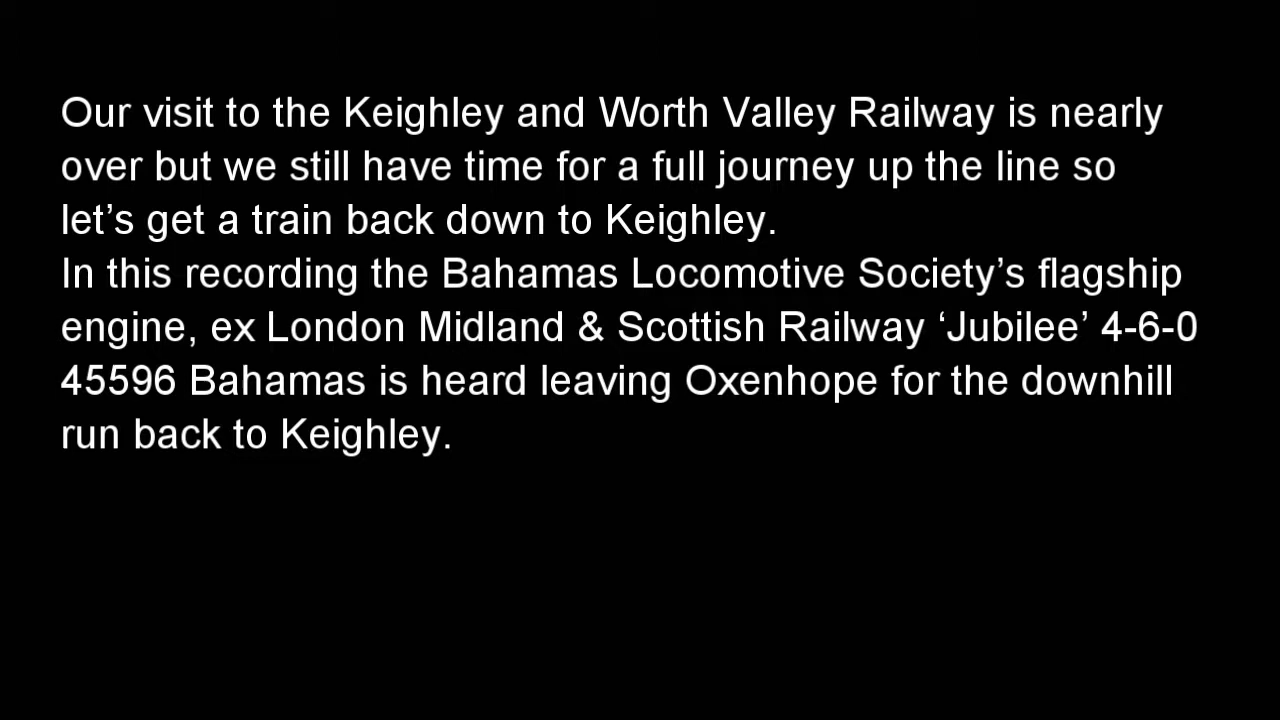 Our visit to the Keighley and Worth Valley Railway is nearly
over but we still have time for a full journey up the line so
let’s get a train back down to Keighley.
In this recording the Bahamas Locomotive Society’s flagship
engine, ex London Midland & Scottish Railway ‘Jubilee’ 4-6-0
45596 Bahamas is heard leaving Oxenhope for the downhill
run back to Keighley.